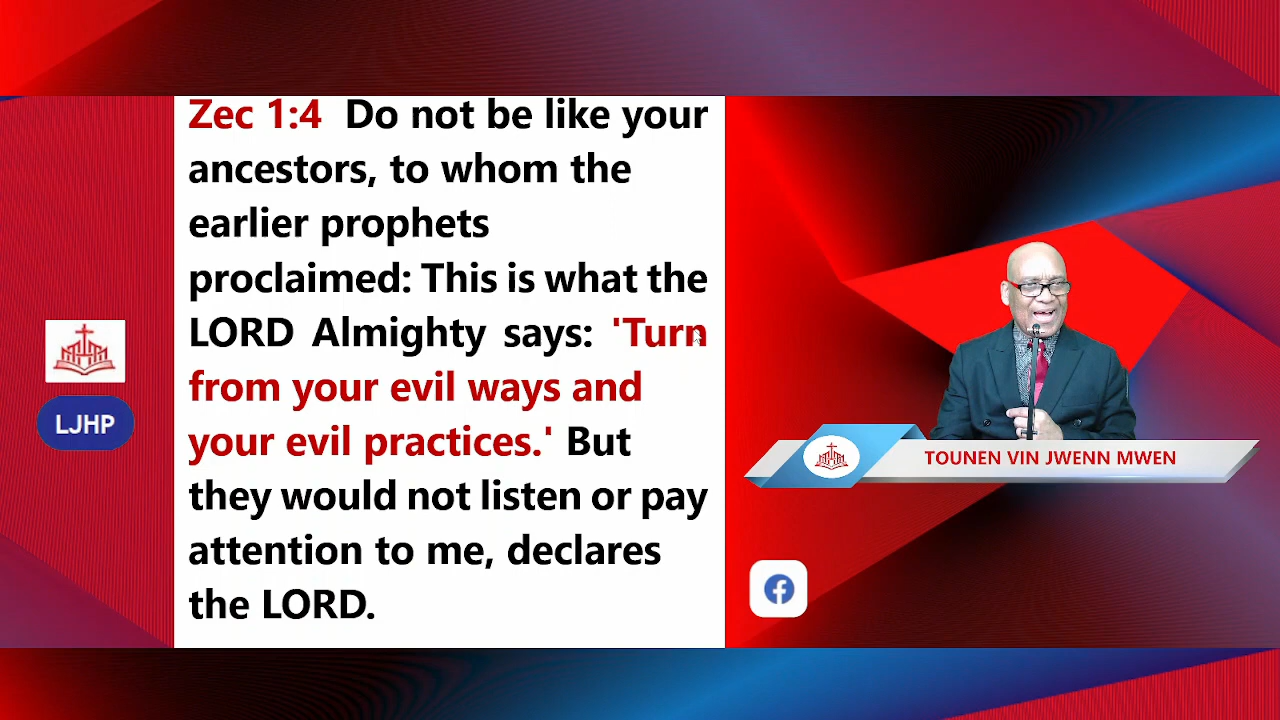 Zec 1:4 Do not be like your
ancestors, to whom the
earlier prophets
proclaimed: This is what the
LORD Almighty says: 'Turn
from your evil ways and
your evil practices.' But
they would not listen or pay
attention to me, declares
the LORD.
LJHP
TOUNEN VIN JWENN MWEN